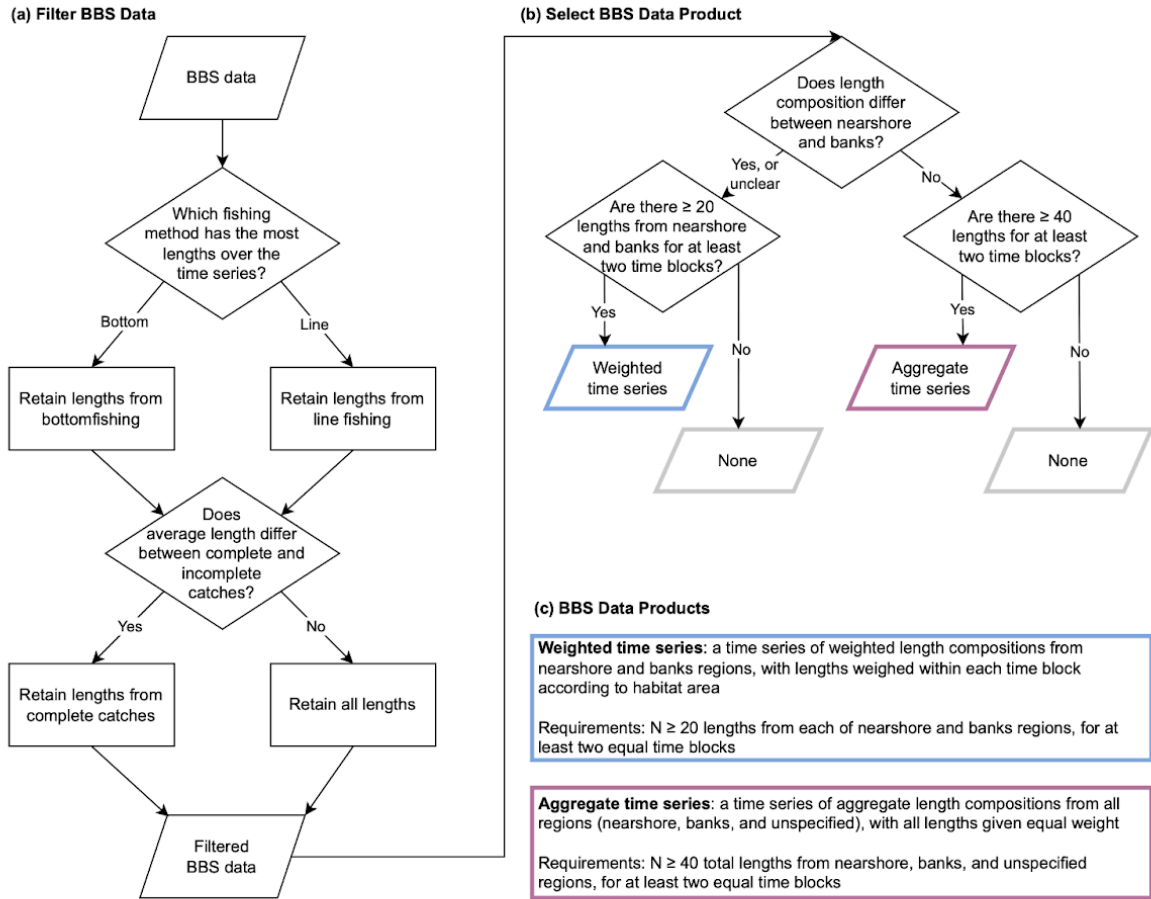 (a) Filter BBS Data
BBS data
Which fishing
method has the most
lengths over the
time series?
Bottom
Line
Retain lengths from
bottomfishing
Retain lengths from
line fishing
Does
average length differ
between complete and
incomplete
catches?
Yes
No
Retain lengths from
complete catches
Retain all lengths
Filtered
BBS data
(b) Select BBS Data Product
Does length
composition differ
between nearshore
and banks?
Yes, or
unclear
No
Are there ≥ 20
lengths from nearshore
and banks for at least
two time blocks?
Are there ≥ 40
lengths for at least
two time blocks?
Yes
No
Yes
No
Weighted
time series
Aggregate
time series
None
None
(c) BBS Data Products
Weighted time series: a time series of weighted length compositions from
nearshore and banks regions, with lengths weighed within each time block
according to habitat area
Requirements: N ≥ 20 lengths from each of nearshore and banks regions, for at
least two equal time blocks
Aggregate time series: a time series of aggregate length compositions from all
regions (nearshore, banks, and unspecified), with all lengths given equal weight
Requirements: N ≥ 40 total lengths from nearshore, banks, and unspecified
regions, for at least two equal time blocks